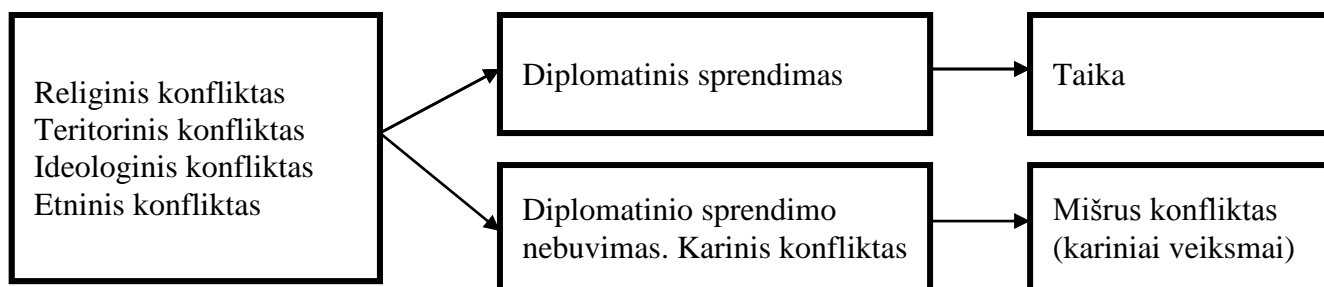 Religinis konfliktas
Teritorinis konfliktas
Ideologinis konfliktas
Etninis konfliktas
Diplomatinis sprendimas
Taika
Diplomatinio sprendimo
nebuvimas. Karinis konfliktas
Mišrus konfliktas
(kariniai veiksmai)